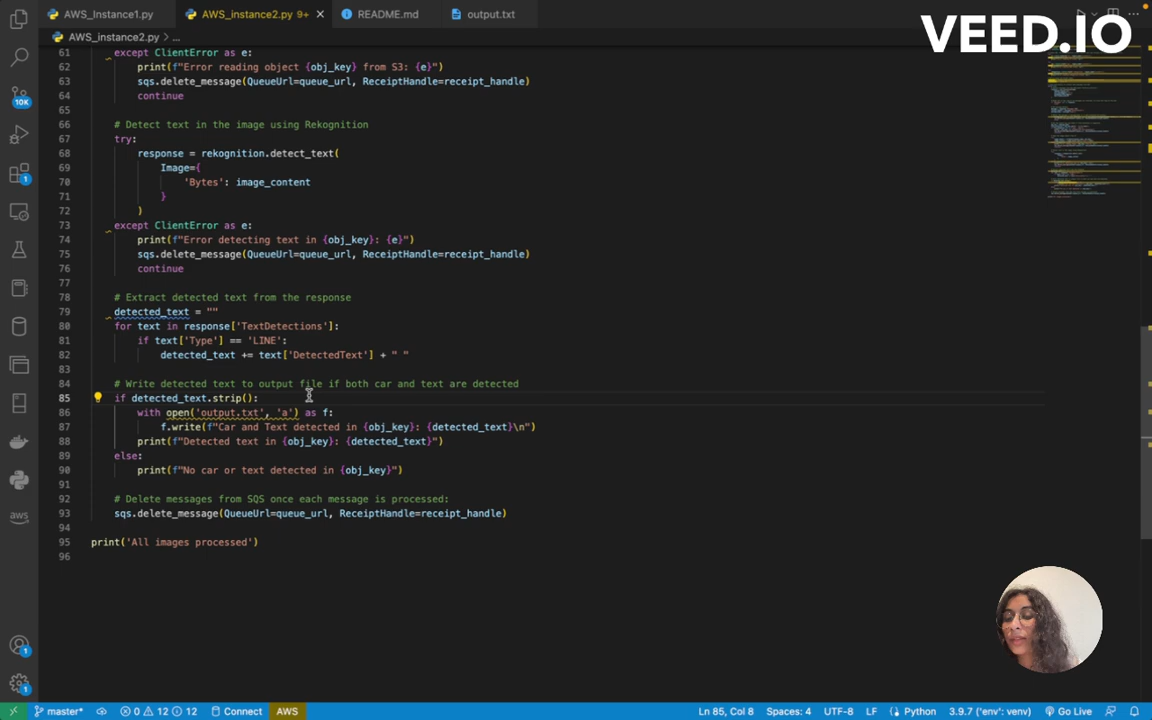 AWS_Instance1.py
AWS_instance2.py 9+
README.md
output.txt
VEED.IO
AWS_instance2.py > ...
61 except ClientError as e:
62 print(f"Error reading object {obj_key} from S3: {e}")
63 sqs.delete_message(QueueUrl=queue_url, ReceiptHandle=receipt_handle)
64 continue
65
66 # Detect text in the image using Rekognition
67 try:
68 response = rekognition.detect_text(
69 Image={
70 'Bytes': image_content
71 }
72 )
73 except ClientError as e:
74 print(f"Error detecting text in {obj_key}: {e}")
75 sqs.delete_message(QueueUrl=queue_url, ReceiptHandle=receipt_handle)
76 continue
77
78 # Extract detected text from the response
79 detected_text = ""
80 for text in response['TextDetections']:
81 if text['Type'] == 'LINE':
82 detected_text += text['DetectedText'] + " "
83
84 # Write detected text to output file if both car and text are detected
85 if detected_text.strip():
86 with open('output.txt', 'a') as f:
87 f.write(f"Car and Text detected in {obj_key}: {detected_text}\n")
88 print(f"Detected text in {obj_key}: {detected_text}")
89 else:
90 print(f"No car or text detected in {obj_key}")
91
92 # Delete messages from SQS once each message is processed:
93 sqs.delete_message(QueueUrl=queue_url, ReceiptHandle=receipt_handle)
94
95 print('All images processed')
96
10K
1
aws
1
1
master* 0 12 12 Connect AWS Ln 85, Col 8 Spaces: 4 UTF-8 LF Python 3.9.7 ('env': venv) Go Live